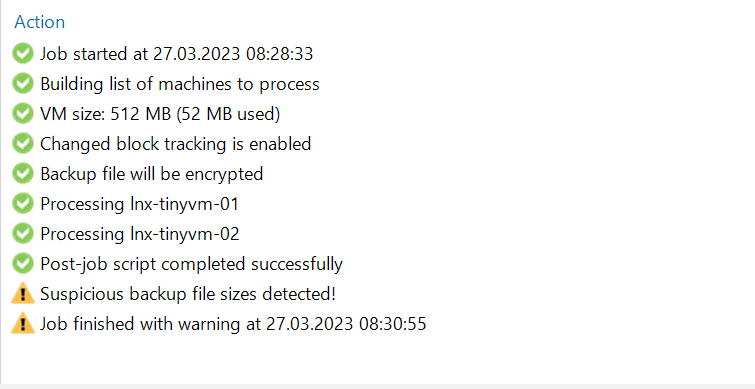 Action
Job started at 27.03.2023 08:28:33
Building list of machines to process
VM size: 512 MB (52 MB used)
Changed block tracking is enabled
Backup file will be encrypted
Processing lnx-tinyvm-01
Processing lnx-tinyvm-02
Post-job script completed successfully
Suspicious backup file sizes detected!
Job finished with warning at 27.03.2023 08:30:55